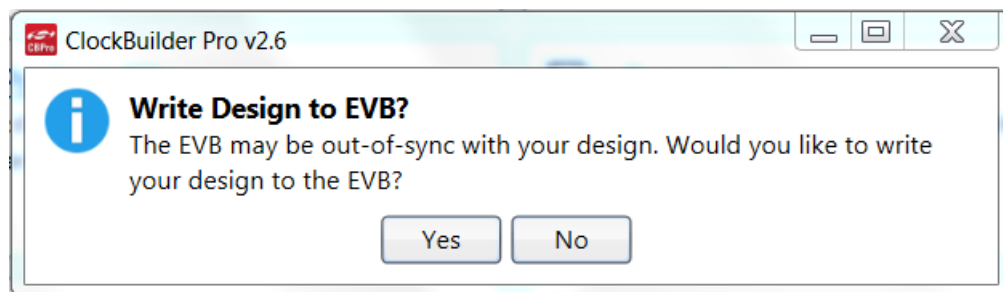 CBPro
ClockBuilder Pro v2.6
Write Design to EVB?
The EVB may be out-of-sync with your design. Would you like to write
your design to the EVB?
Yes
No